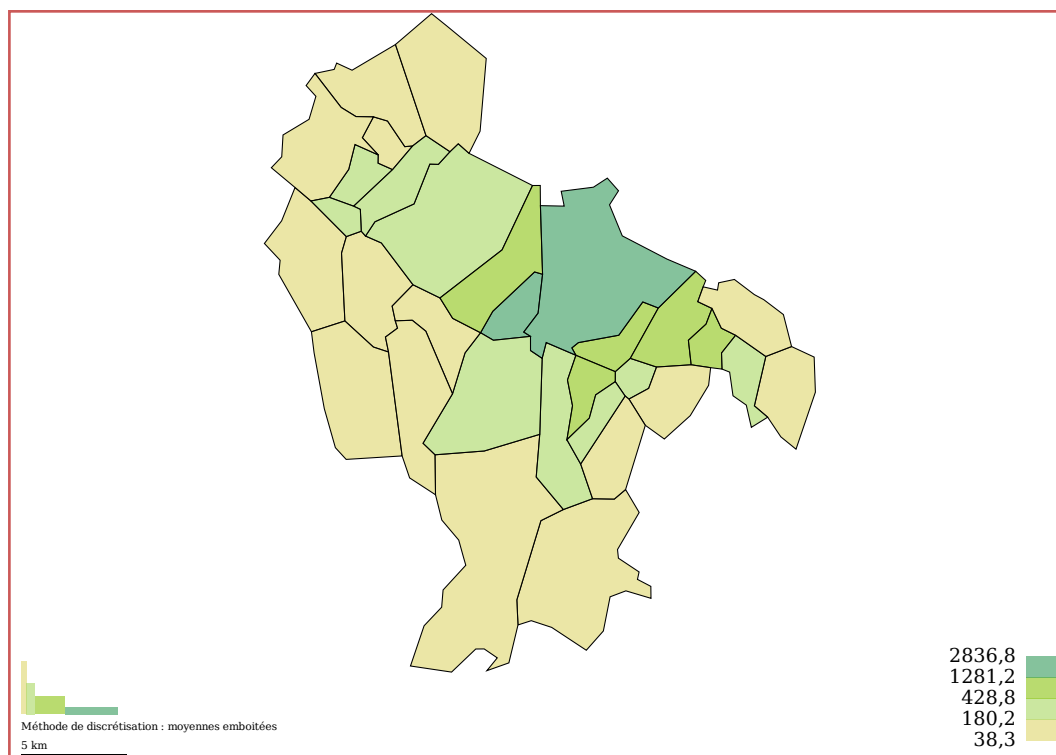 2836,8
1281,2
428,8
180,2
38,3
Méthode de discrétisation : moyennes emboitées
5 km